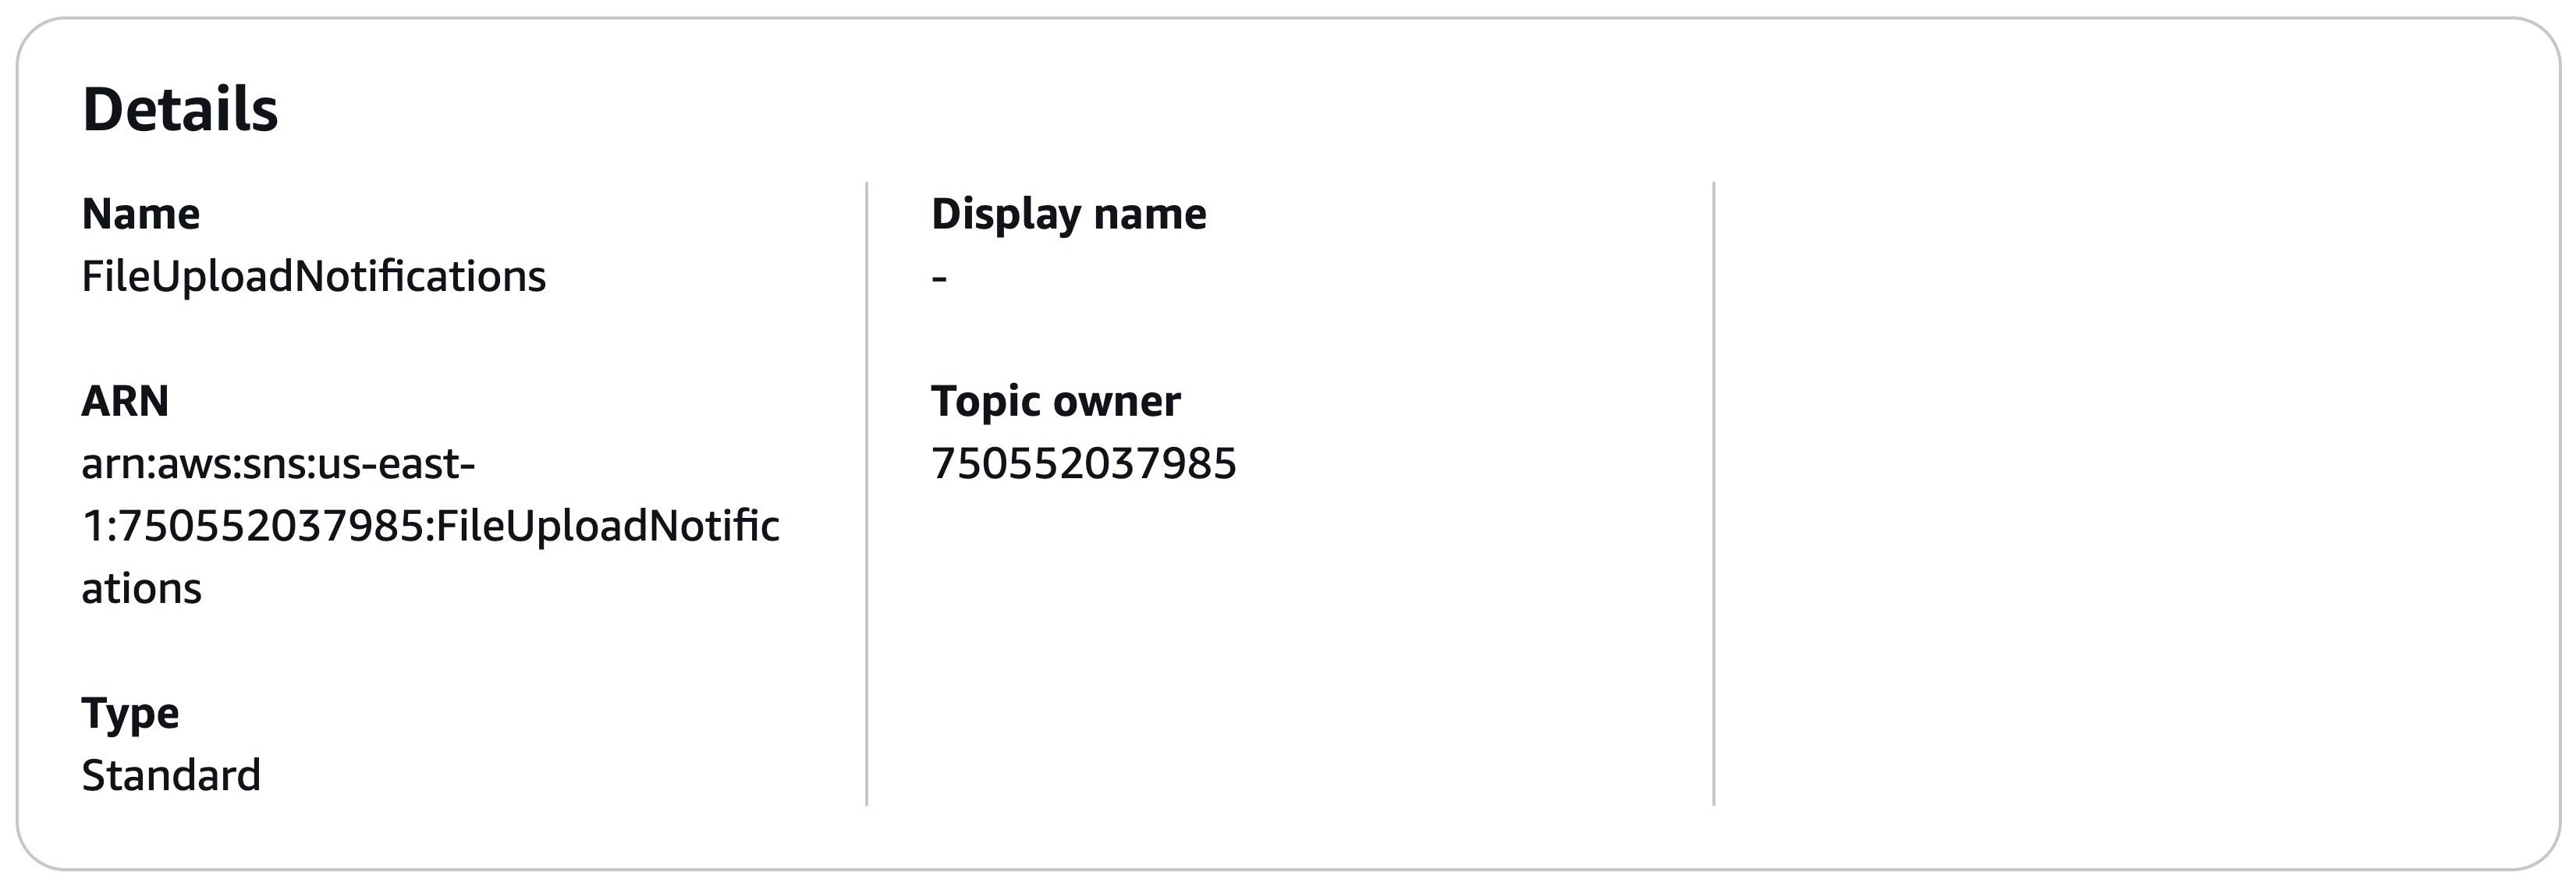 Details
Name
FileUploadNotifications
ARN
arn:aws:sns:us-east-
1:750552037985:FileUploadNotific
ations
Type
Standard
Display name
-
Topic owner
750552037985